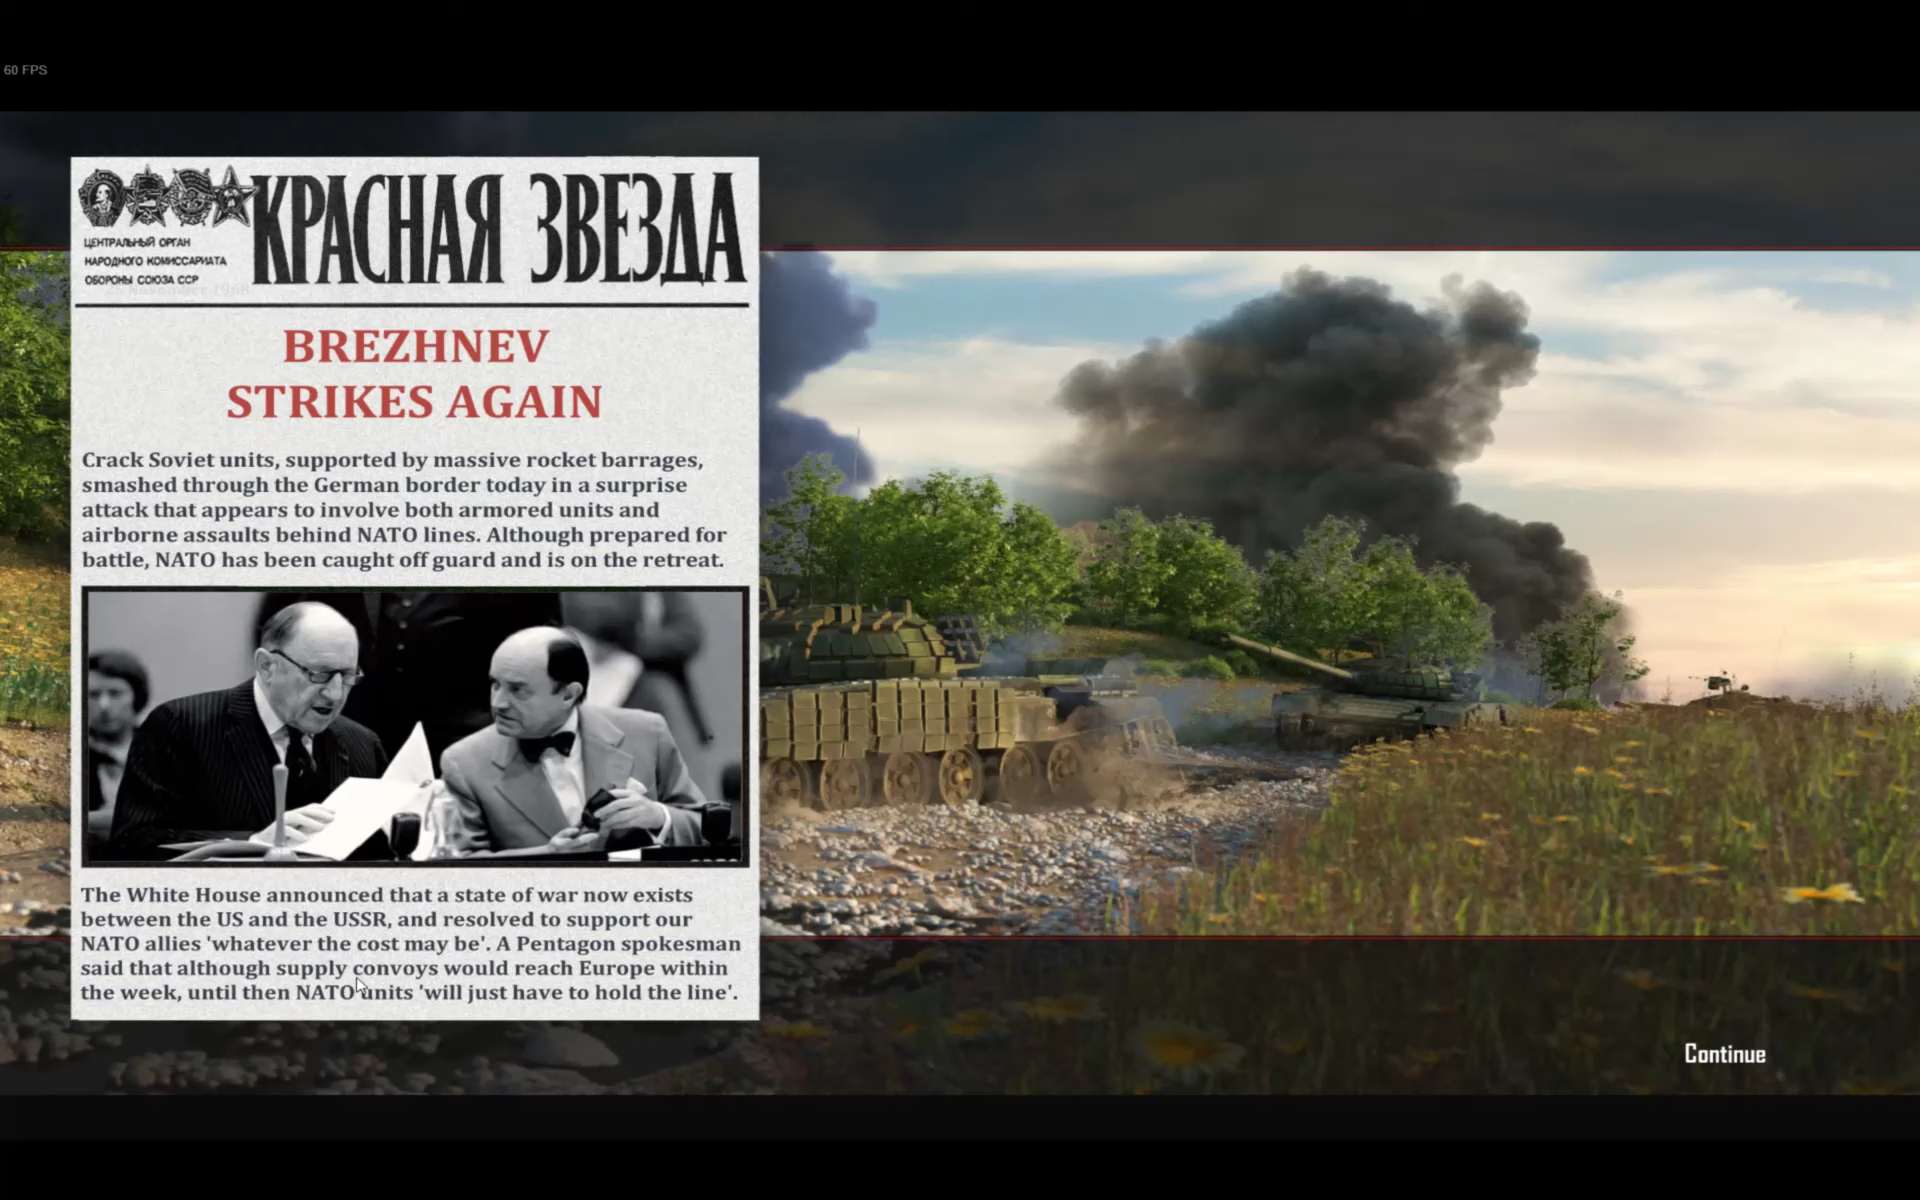 60 FPS
КРАСНАЯ ЗВЕЗДА
ЦЕНТРАЛЬНЫЙ ОРГАН
НАРОДНОГО КОМИССАРИАТА
ОБОРОНЫ СОЮЗА ССР
25 November 1968
BREZHNEV
STRIKES AGAIN
Crack Soviet units, supported by massive rocket barrages,
smashed through the German border today in a surprise
attack that appears to involve both armored units and
airborne assaults behind NATO lines. Although prepared for
battle, NATO has been caught off guard and is on the retreat.
The White House announced that a state of war now exists
between the US and the USSR, and resolved to support our
NATO allies 'whatever the cost may be'. A Pentagon spokesman
said that although supply convoys would reach Europe within
the week, until then NATO units 'will just have to hold the line'.
Continue